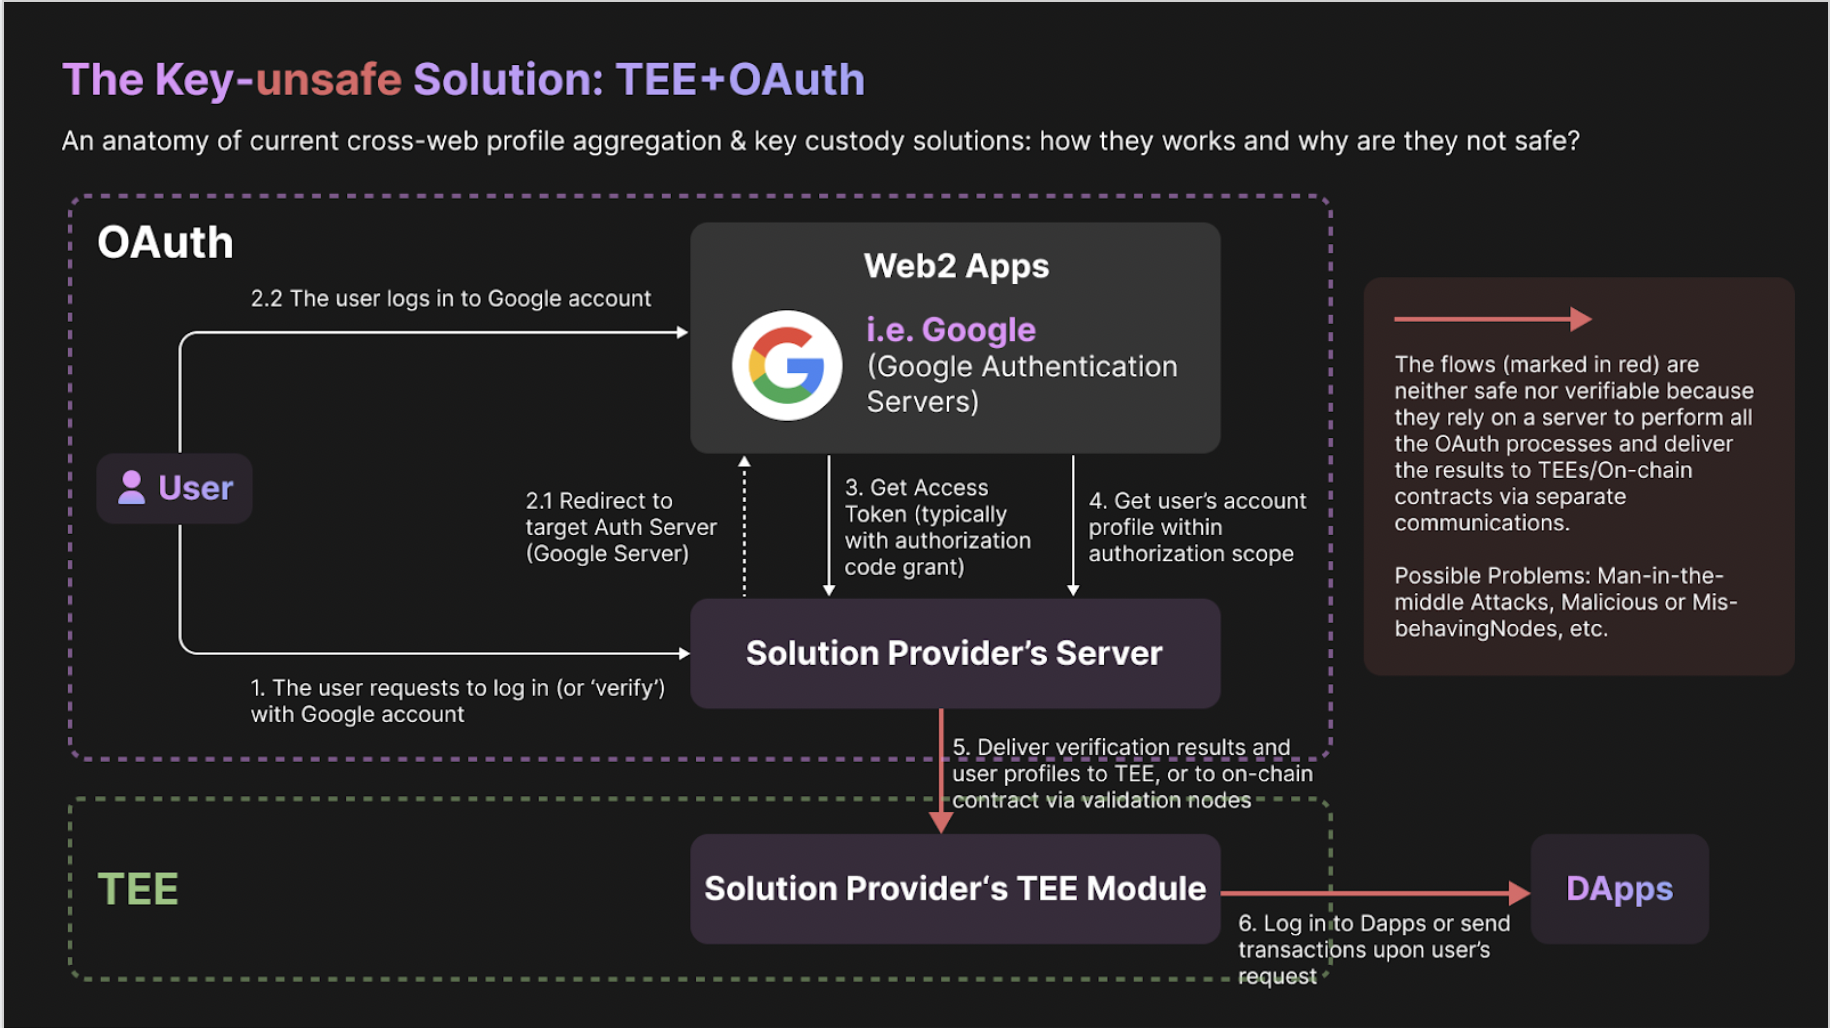 The Key-unsafe Solution: TEE+OAuth
An anatomy of current cross-web profile aggregation & key custody solutions: how they works and why are they not safe?
OAuth
2.2 The user logs in to Google account
Web2 Apps
i.e. Google
(Google Authentication
Servers)
User
2.1 Redirect to
target Auth Server
(Google Server)
3. Get Access
Token (typically
with authorization
code grant)
4. Get user’s account
profile within
authorization scope
Solution Provider’s Server
1. The user requests to log in (or ‘verify’)
with Google account
5. Deliver verification results and
user profiles to TEE, or to on-chain
contract via validation nodes
TEE
Solution Provider‘s TEE Module
6. Log in to Dapps or send
transactions upon user’s
request
DApps
The flows (marked in red) are
neither safe nor verifiable because
they rely on a server to perform all
the OAuth processes and deliver
the results to TEEs/On-chain
contracts via separate
communications.
Possible Problems: Man-in-the-
middle Attacks, Malicious or Mis-
behavingNodes, etc.